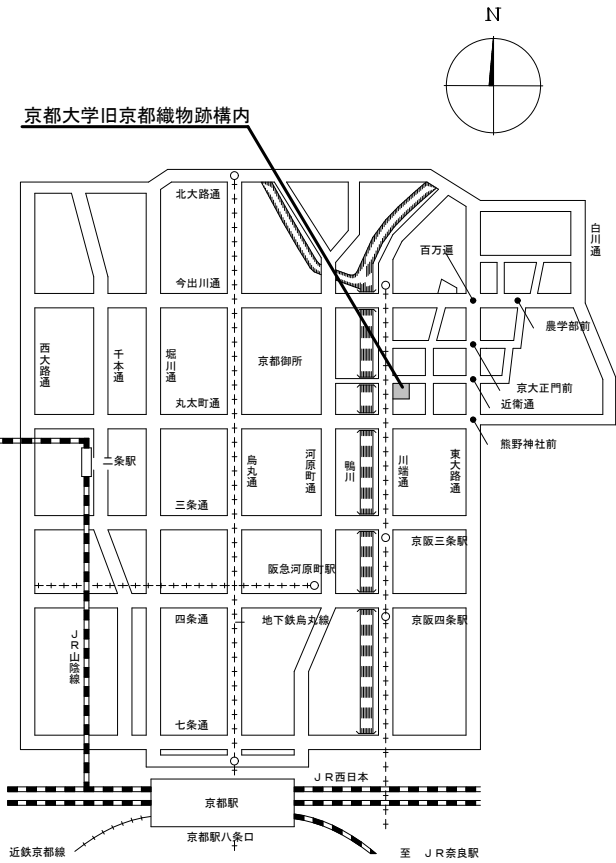 N
京都大学旧京都織物跡構内
北大路通
白川通
百万遍
今出川通
農学部前
西大路通
千本通
堀川通
京都御所
京大正門前
丸太町通
近衛通
熊野神社前
二条駅
烏丸通
河原町通
鴨川
川端通
東大路通
三条通
京阪三条駅
阪急河原町駅
四条通
地下鉄烏丸線
京阪四条駅
JR山陰線
七条通
JR西日本
京都駅
京都駅八条口
近鉄京都線
至 JR奈良駅